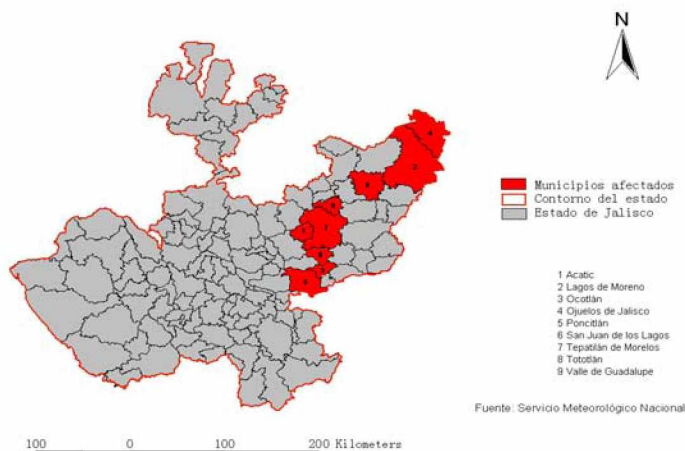 N
Municipios afectados
Contorno del estado
Estado de Jalisco
1 Acatic
2 Lagos de Moreno
3 Ocotlán
4 Ojuelos de Jalisco
5 Poncitlán
6 San Juan de los Lagos
7 Tepatilán de Morelos
8 Tototlán
9 Valle de Guadalupe
Fuente: Servicio Meteorológico Nacional
100 0 100 200 Kilometers